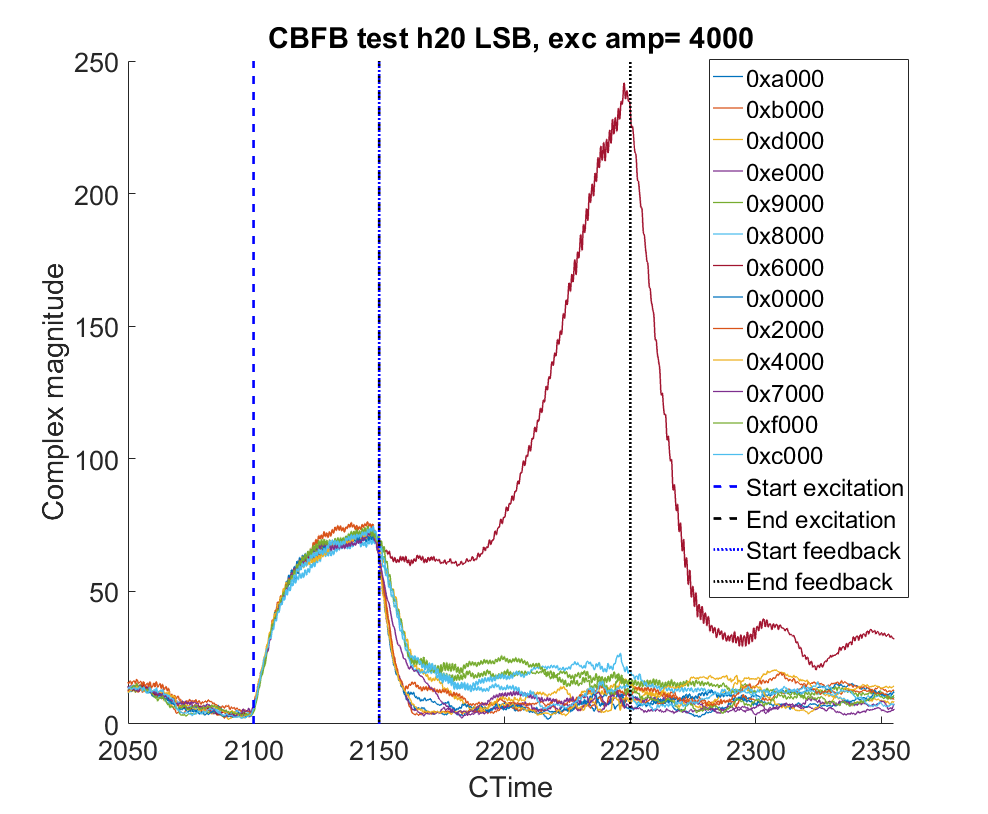 CBFB test h20 LSB, exc amp= 4000
250
200
150
100
50
0
Complex magnitude
2050
2100
2150
2200
2250
2300
2350
CTime
0xa000
0xb000
0xd000
0xe000
0x9000
0x8000
0x6000
0x0000
0x2000
0x4000
0x7000
0xf000
0xc000
Start excitation
End excitation
Start feedback
End feedback